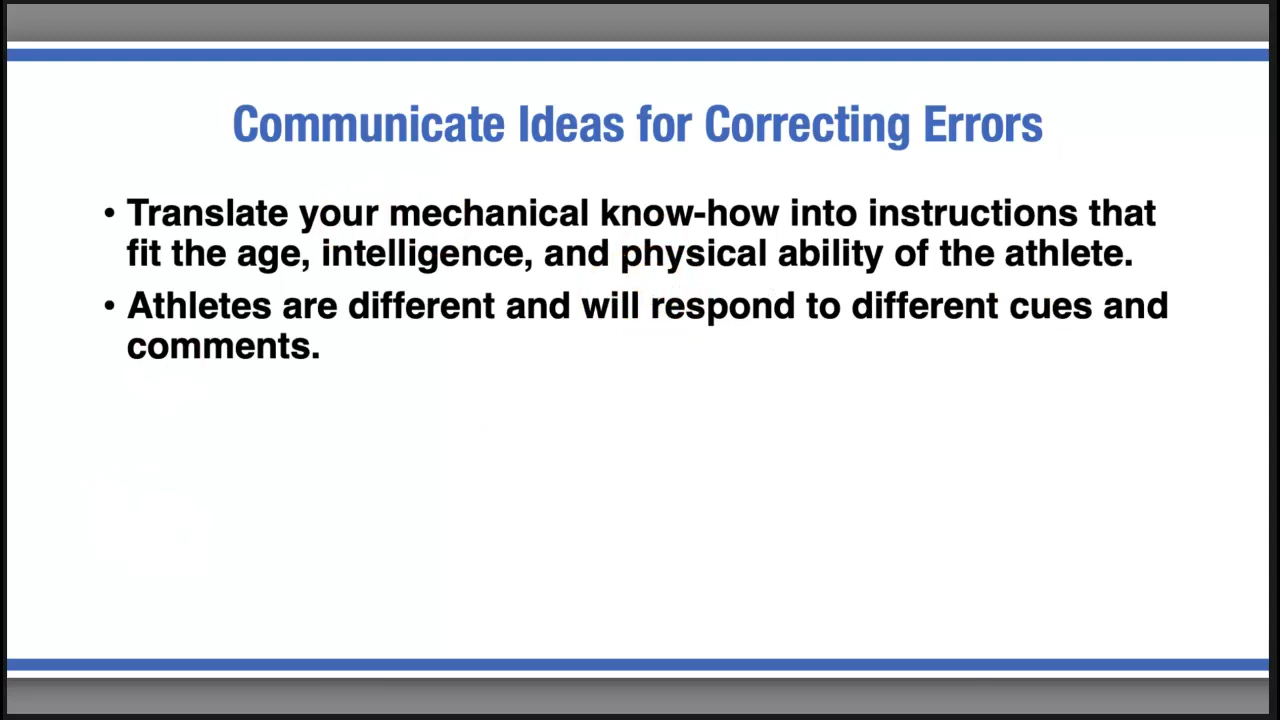 Communicate Ideas for Correcting Errors
• Translate your mechanical know-how into instructions that
fit the age, intelligence, and physical ability of the athlete.
• Athletes are different and will respond to different cues and
comments.